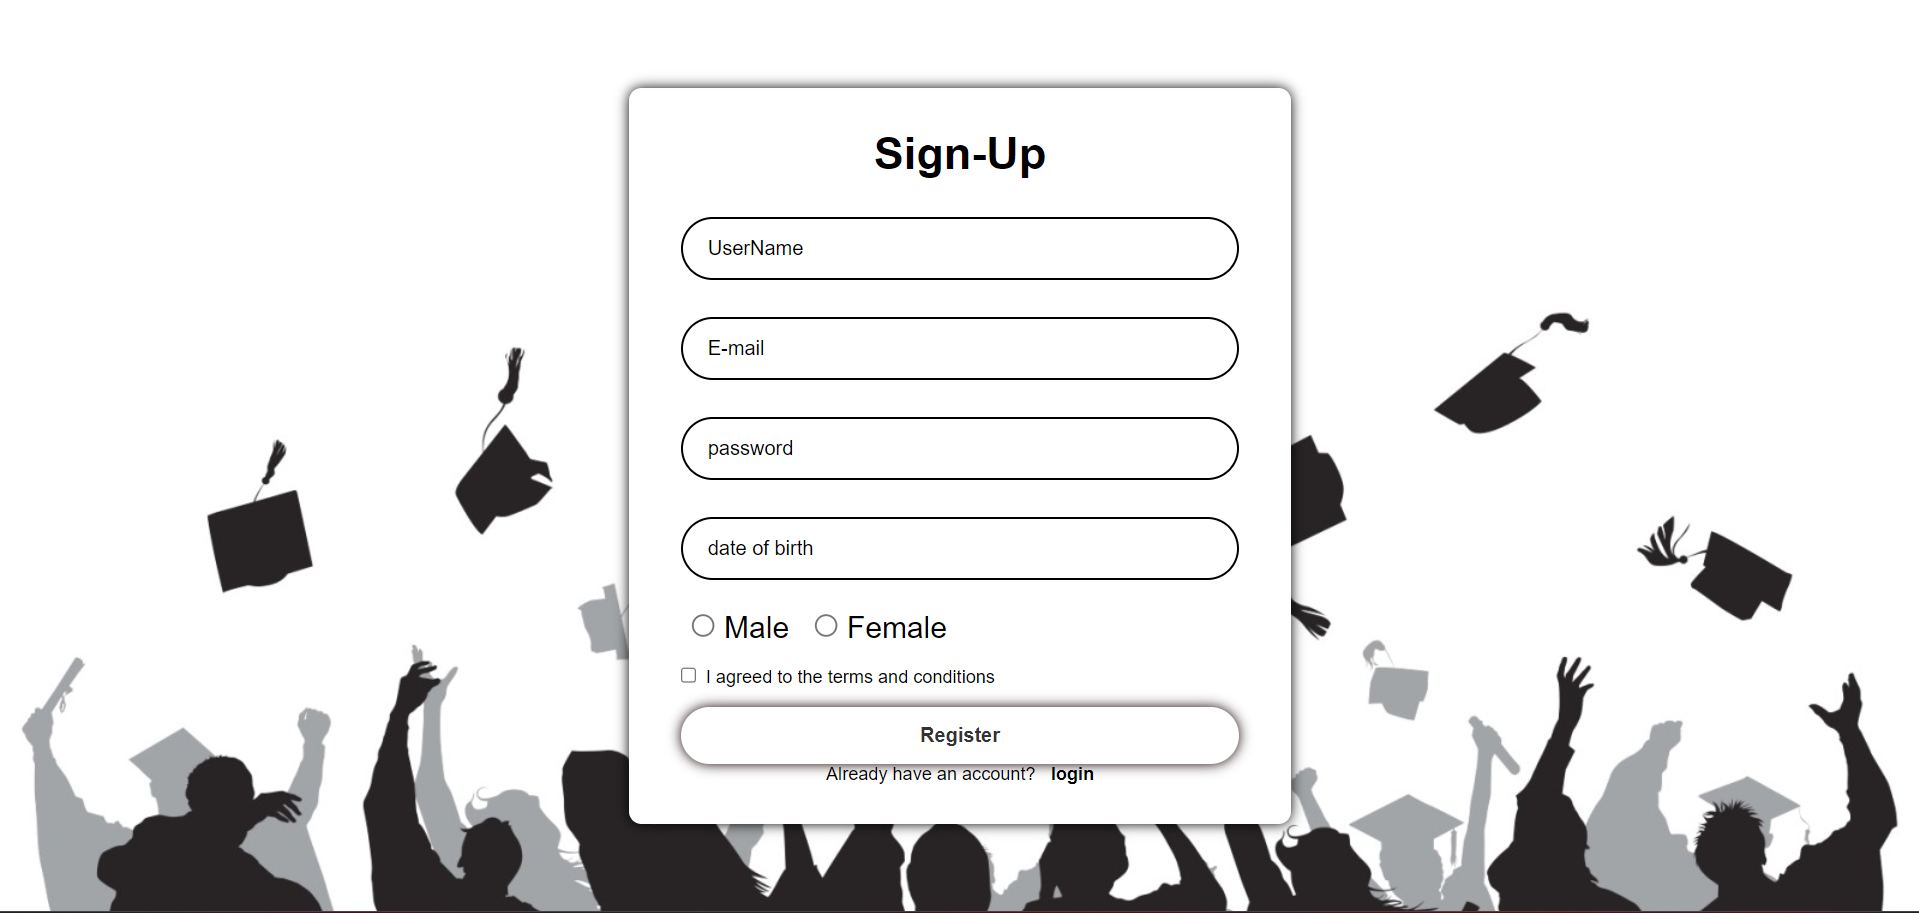 Sign-Up
UserName
E-mail
password
date of birth
Male Female
I agreed to the terms and conditions
Register
Already have an account? login